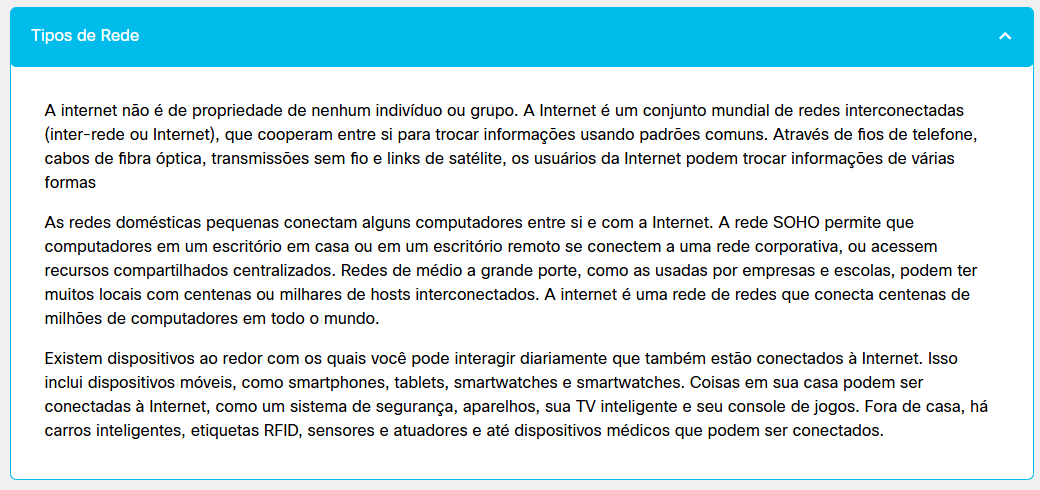 Tipos de Rede
A internet não é de propriedade de nenhum indivíduo ou grupo. A Internet é um conjunto mundial de redes interconectadas
(inter-rede ou Internet), que cooperam entre si para trocar informações usando padrões comuns. Através de fios de telefone,
cabos de fibra óptica, transmissões sem fio e links de satélite, os usuários da Internet podem trocar informações de várias
formas
As redes domésticas pequenas conectam alguns computadores entre si e com a Internet. A rede SOHO permite que
computadores em um escritório em casa ou em um escritório remoto se conectem a uma rede corporativa, ou acessem
recursos compartilhados centralizados. Redes de médio a grande porte, como as usadas por empresas e escolas, podem ter
muitos locais com centenas ou milhares de hosts interconectados. A internet é uma rede de redes que conecta centenas de
milhões de computadores em todo o mundo.
Existem dispositivos ao redor com os quais você pode interagir diariamente que também estão conectados à Internet. Isso
inclui dispositivos móveis, como smartphones, tablets, smartwatches e smartwatches. Coisas em sua casa podem ser
conectadas à Internet, como um sistema de segurança, aparelhos, sua TV inteligente e seu console de jogos. Fora de casa, há
carros inteligentes, etiquetas RFID, sensores e atuadores e até dispositivos médicos que podem ser conectados.